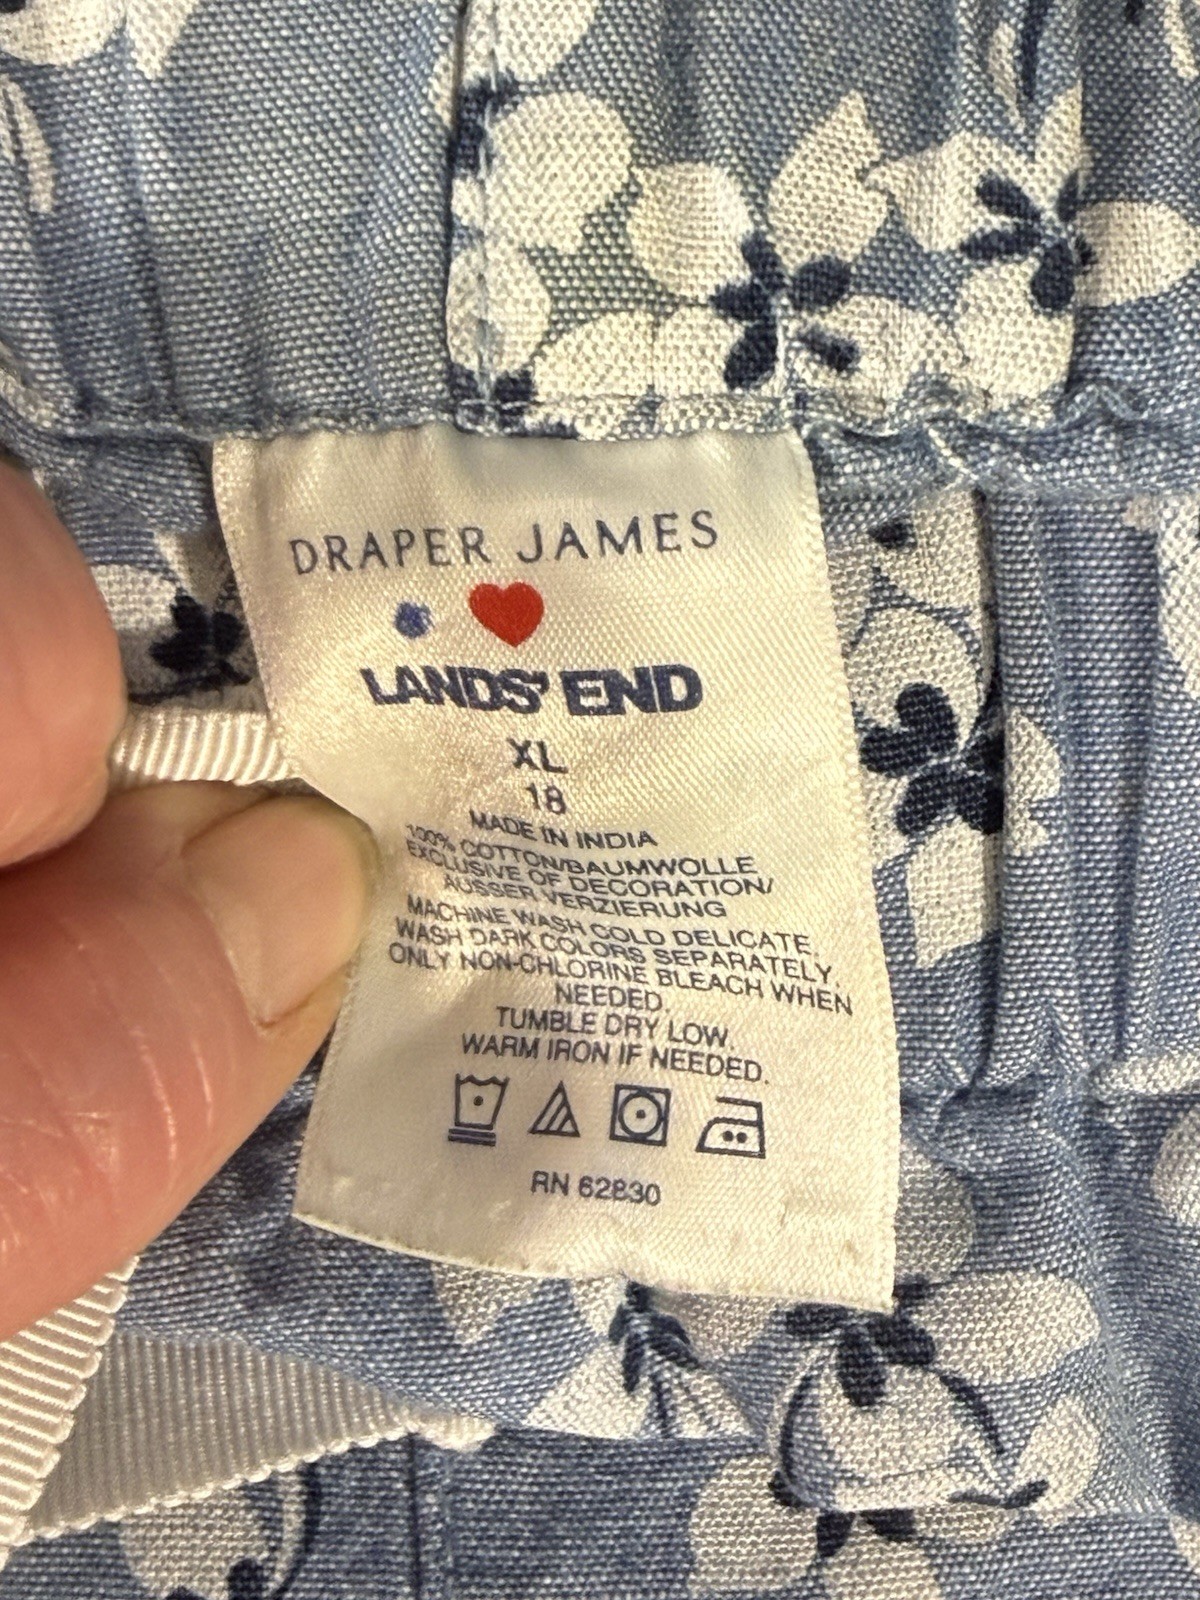 DRAPER JAMES
LANDS' END
XL
18
MADE IN INDIA
100% COTTON/BAUMWOLLE
EXCLUSIVE OF DECORATION/
AUSSER VERZIERUNG
MACHINE WASH COLD DELICATE.
WASH DARK COLORS SEPARATELY.
ONLY NON-CHLORINE BLEACH WHEN
NEEDED.
TUMBLE DRY LOW.
WARM IRON IF NEEDED.
RN 62830